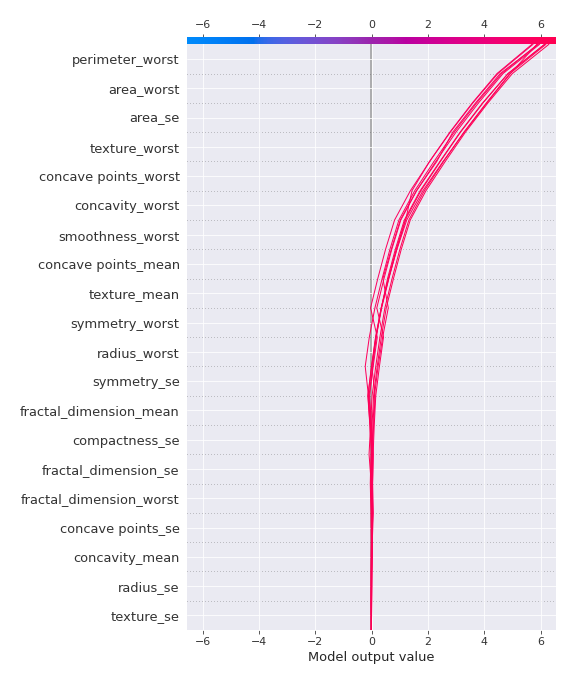 −6 −4 −2 0 2 4 6
perimeter_worst
area_worst
area_se
texture_worst
concave points_worst
concavity_worst
smoothness_worst
concave points_mean
texture_mean
symmetry_worst
radius_worst
symmetry_se
fractal_dimension_mean
compactness_se
fractal_dimension_se
fractal_dimension_worst
concave points_se
concavity_mean
radius_se
texture_se
−6 −4 −2 0 2 4 6
Model output value